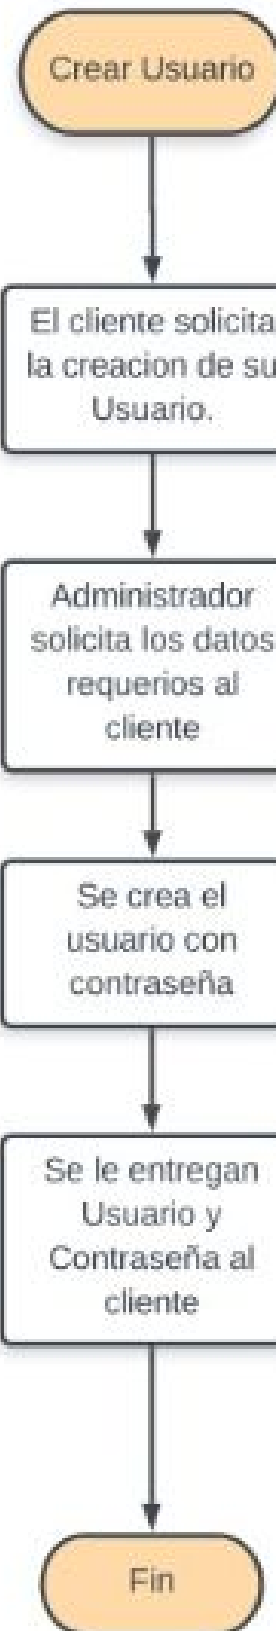 Crear Usuario
El cliente solicita
la creacion de su
Usuario.
Administrador
solicita los datos
requerios al
cliente
Se crea el
usuario con
contraseña
Se le entregan
Usuario y
Contraseña al
cliente
Fin